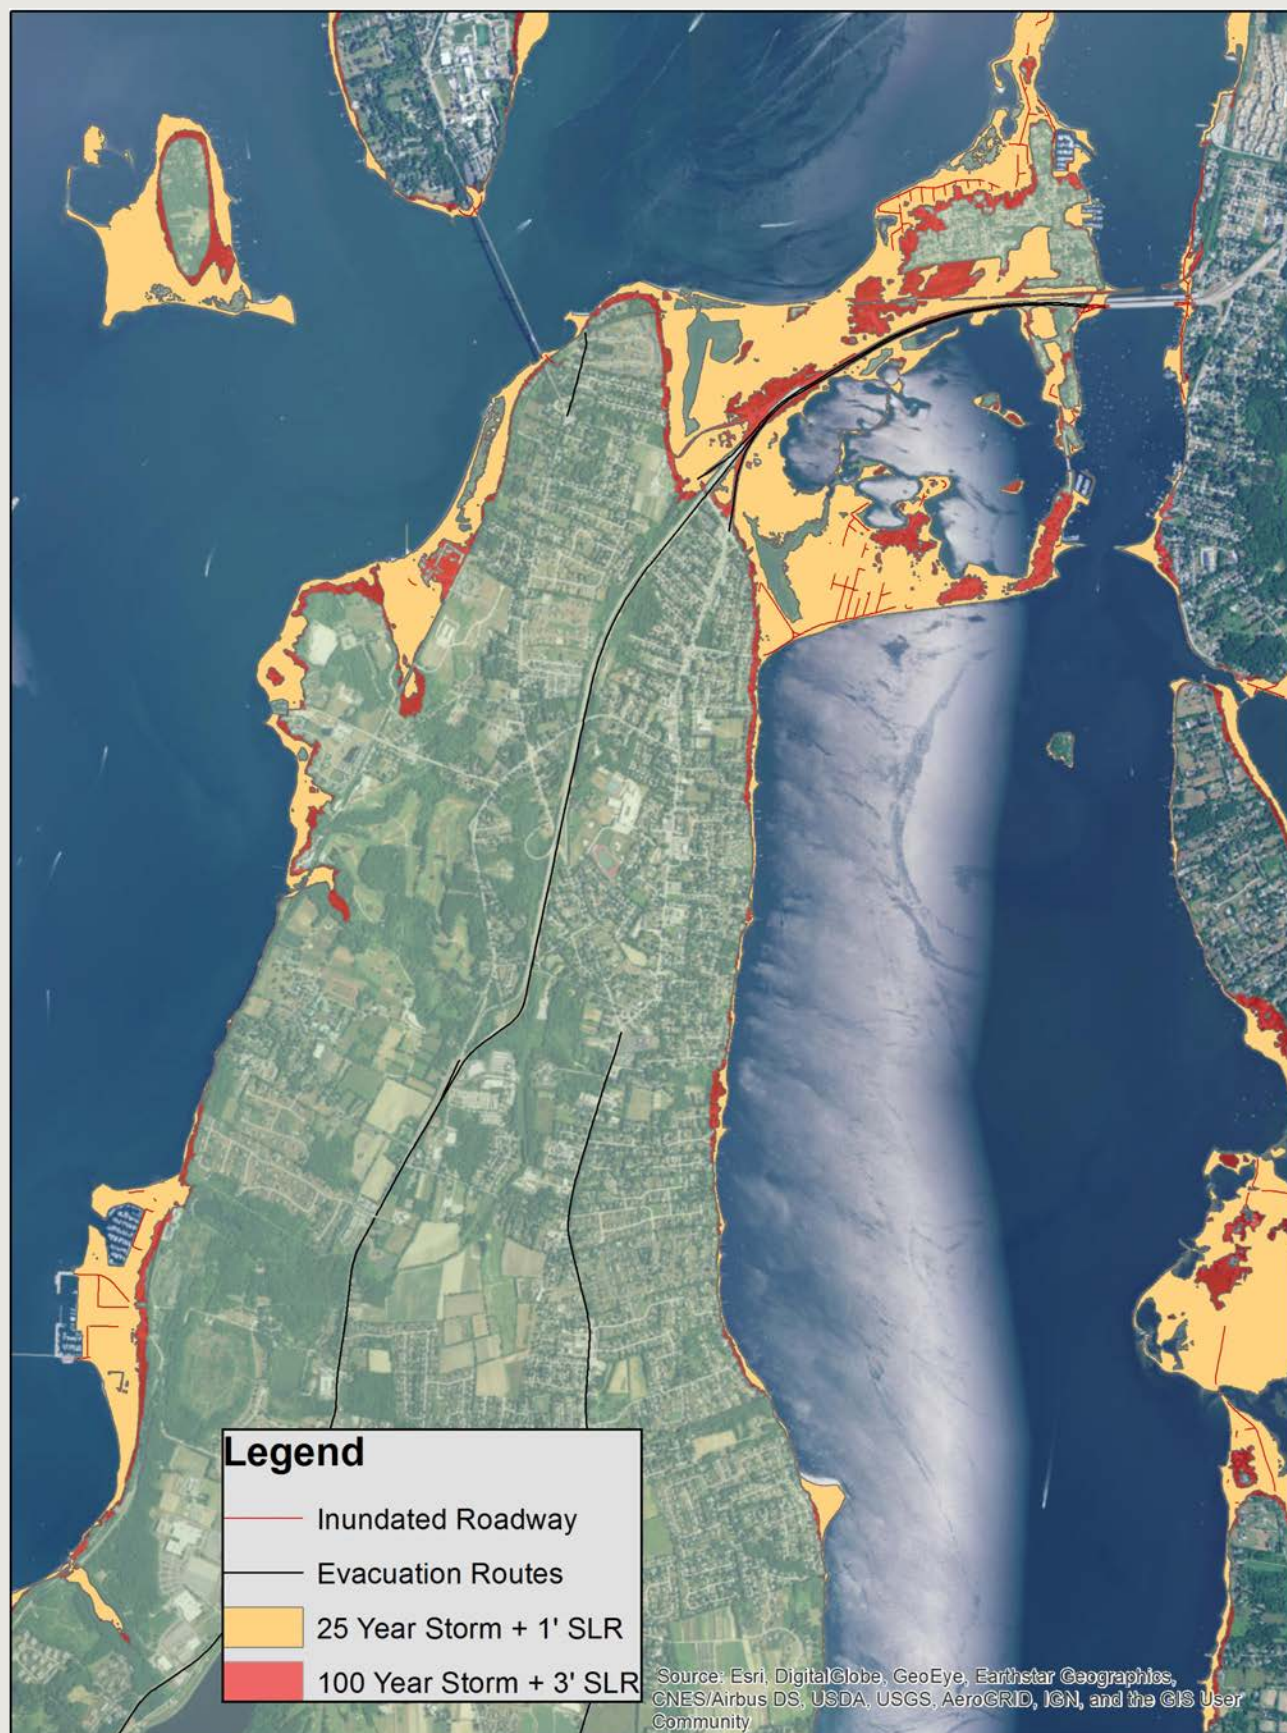 Legend
Inundated Roadway
Evacuation Routes
25 Year Storm + 1' SLR
100 Year Storm + 3' SLR
Source: Esri, DigitalGlobe, GeoEye, Earthstar Geographics,
CNES/Airbus DS, USDA, USGS, AeroGRID, IGN, and the GIS User
Community